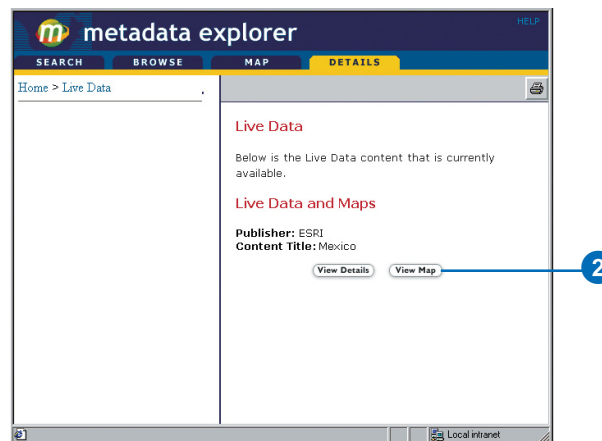 m metadata explorer
HELP
SEARCH BROWSE MAP DETAILS
Home > Live Data
Live Data
Below is the Live Data content that is currently
available.
Live Data and Maps
Publisher: ESRI
Content Title: Mexico
View Details View Map
2
Local intranet